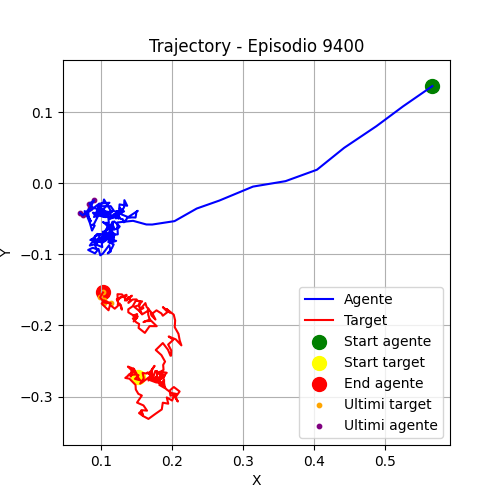 Trajectory - Episodio 9400
0.1
0.0
−0.1
−0.2
−0.3
Y
0.1
0.2
0.3
0.4
0.5
X
Agente
Target
Start agente
Start target
End agente
Ultimi target
Ultimi agente